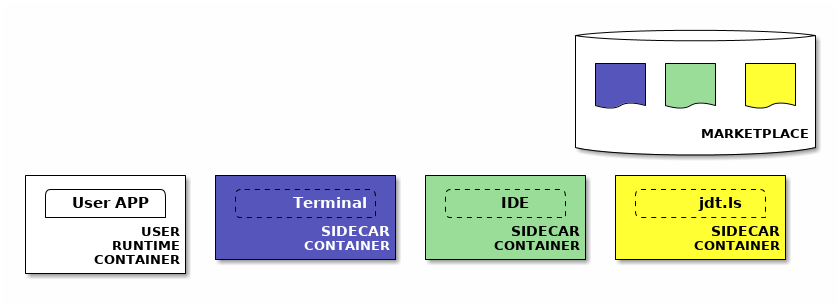 MARKETPLACE
User APP
USER
RUNTIME
CONTAINER
Terminal
SIDECAR
CONTAINER
IDE
SIDECAR
CONTAINER
jdt.ls
SIDECAR
CONTAINER